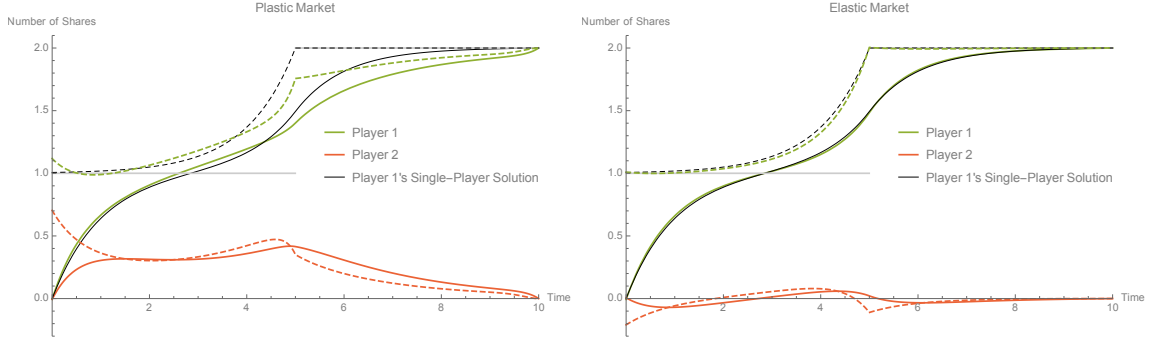 Plastic Market
Number of Shares
2.0
1.5
1.0
0.5
0.0
2
4
6
8
10
Time
Player 1
Player 2
Player 1's Single–Player Solution
Elastic Market
Number of Shares
2.0
1.5
1.0
0.5
0.0
2
4
6
8
10
Time
Player 1
Player 2
Player 1's Single–Player Solution